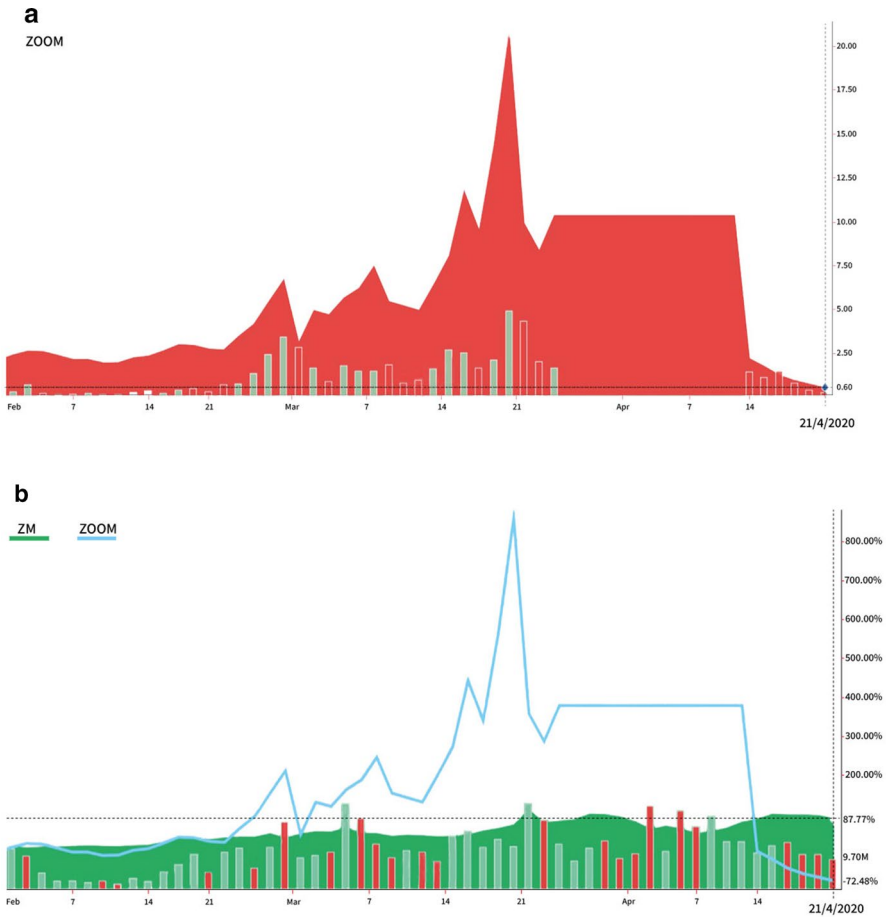 a
ZOOM
20.00
17.50
15.00
12.50
10.00
7.50
5.00
2.50
0.60
Feb 7 14 21 Mar 7 14 21 Apr 7 14
21/4/2020
b
ZM ZOOM
800.00%
700.00%
600.00%
500.00%
400.00%
300.00%
200.00%
87.77%
9.70M
-72.48%
Feb 7 14 21 Mar 7 14 21 Apr 7 14
21/4/2020